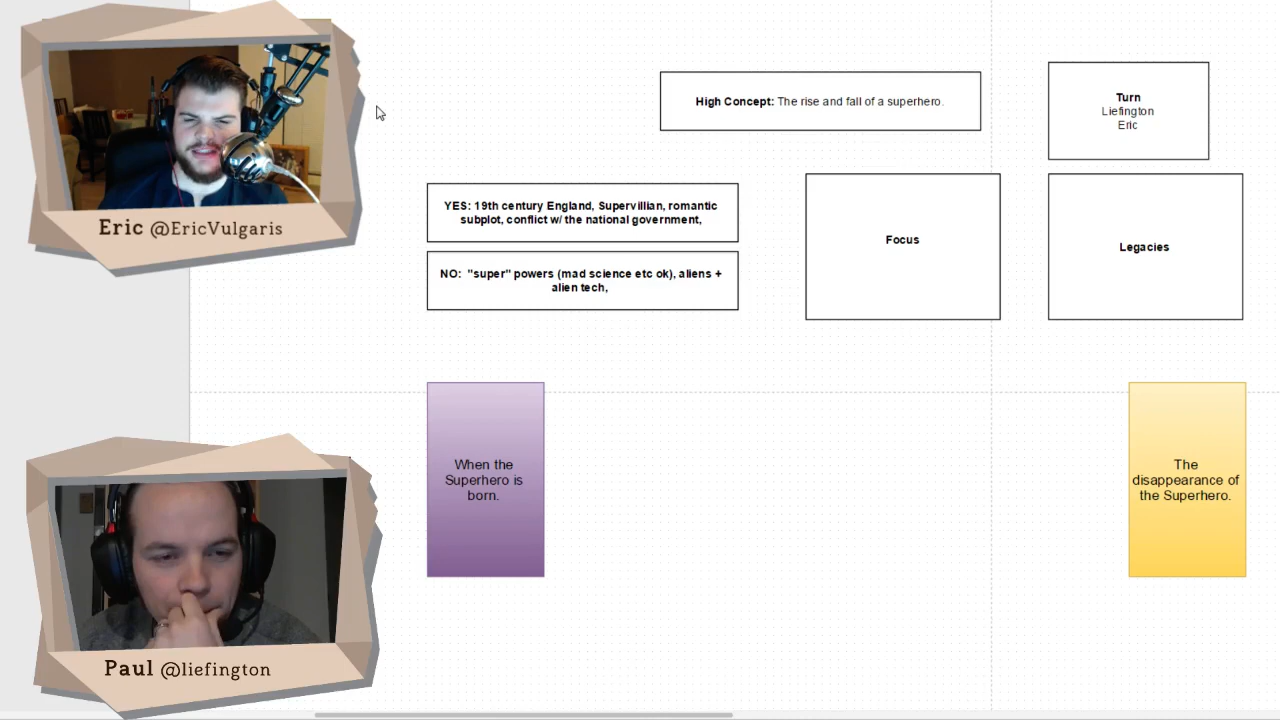 High Concept: The rise and fall of a superhero.
Turn
Liefington
Eric
YES: 19th century England, Supervillian, romantic
subplot, conflict w/ the national government,
NO: "super" powers (mad science etc ok), aliens +
alien tech,
Focus
Legacies
Eric @EricVulgaris
When the
Superhero is
born.
The
disappearance of
the Superhero.
Paul @liefington